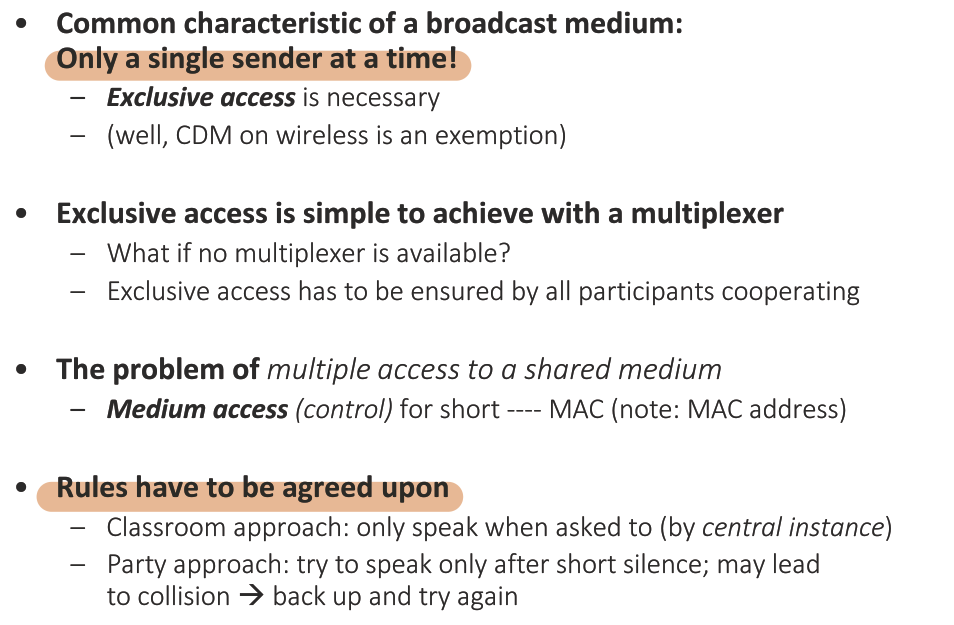 • Common characteristic of a broadcast medium:
Only a single sender at a time!
– Exclusive access is necessary
– (well, CDM on wireless is an exemption)
• Exclusive access is simple to achieve with a multiplexer
– What if no multiplexer is available?
– Exclusive access has to be ensured by all participants cooperating
• The problem of multiple access to a shared medium
– Medium access (control) for short ---- MAC (note: MAC address)
• Rules have to be agreed upon
– Classroom approach: only speak when asked to (by central instance)
– Party approach: try to speak only after short silence; may lead
to collision → back up and try again